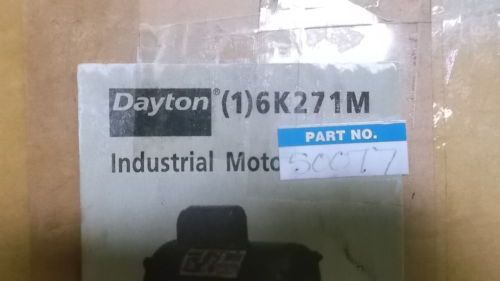 Dayton® (1)6K271M
PART NO.
Industrial Moto